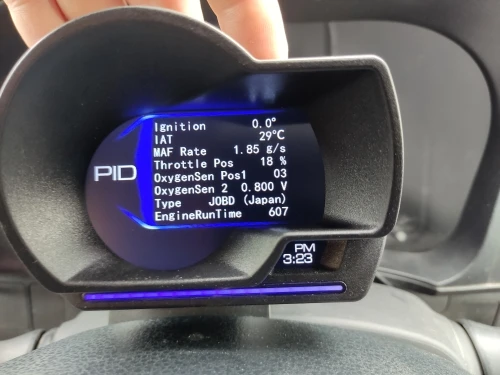 PID
Ignition 0.0°
IAT 29℃
MAF Rate 1.85 g/s
Throttle Pos 18 %
OxygenSen Pos1 03
OxygenSen 2 0.800 V
Type JOBD (Japan)
EngineRunTime 607
PM
3:23